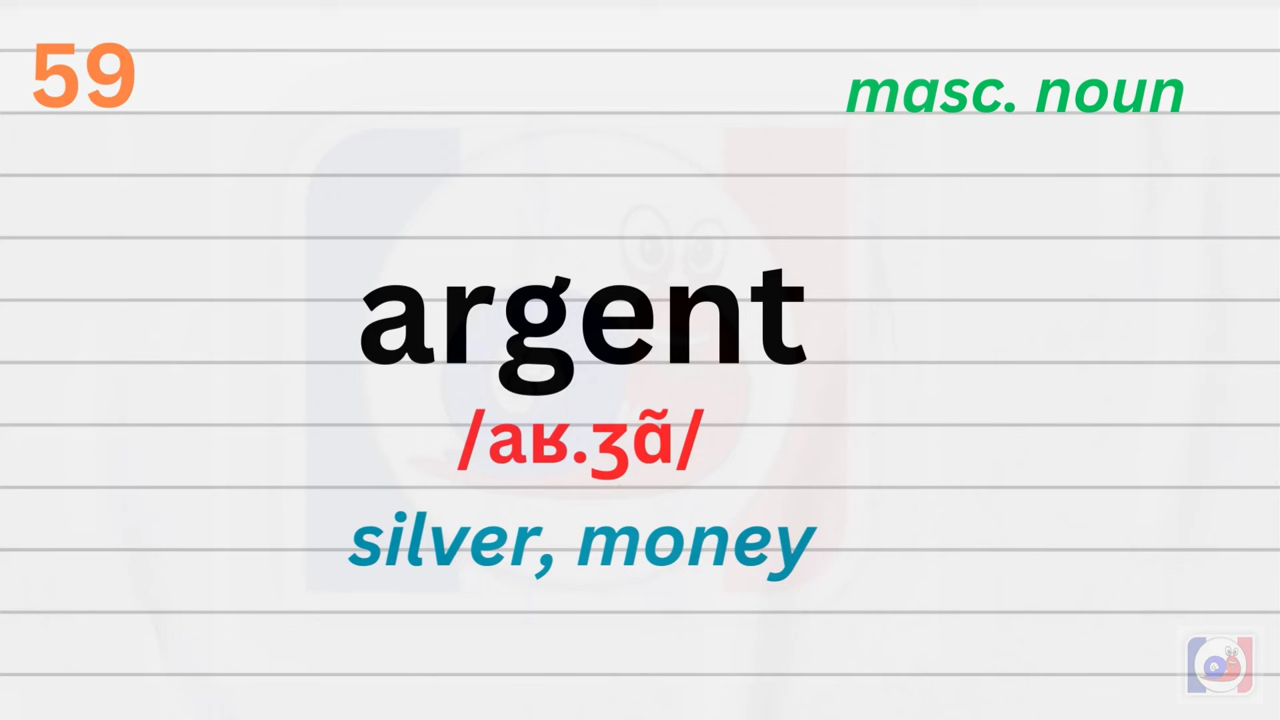 59
masc. noun
argent
/aʁ.ʒɑ̃/
silver, money